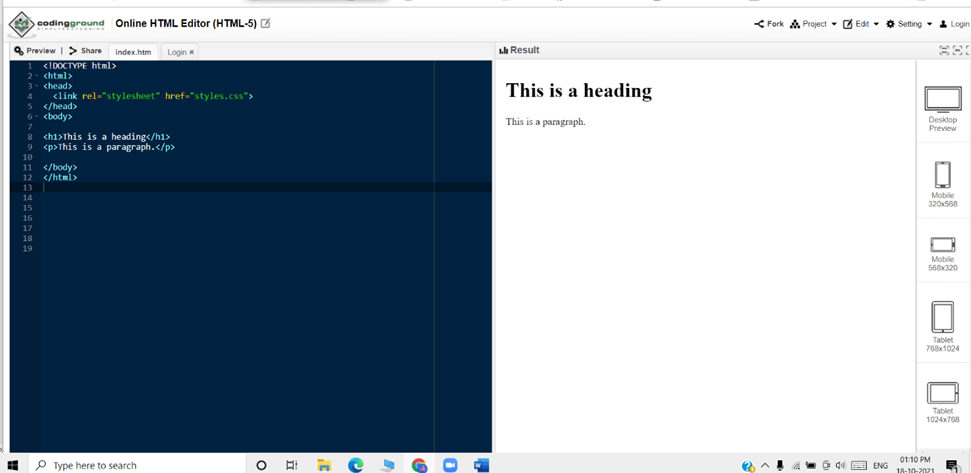 codingground
Online HTML Editor (HTML-5)
Fork
Project
Edit
Setting
Login
Preview | Share
index.htm
Login ×
Result
1 <!DOCTYPE html>
2 <html>
3 <head>
4 <link rel="stylesheet" href="styles.css">
5 </head>
6 <body>
7
8 <h1>This is a heading</h1>
9 <p>This is a paragraph.</p>
10
11 </body>
12 </html>
13
14
15
16
17
18
19
This is a heading
This is a paragraph.
Desktop
Preview
Mobile
320x568
Mobile
568x320
Tablet
768x1024
Tablet
1024x768
Type here to search
ENG
01:10 PM
18-10-2021